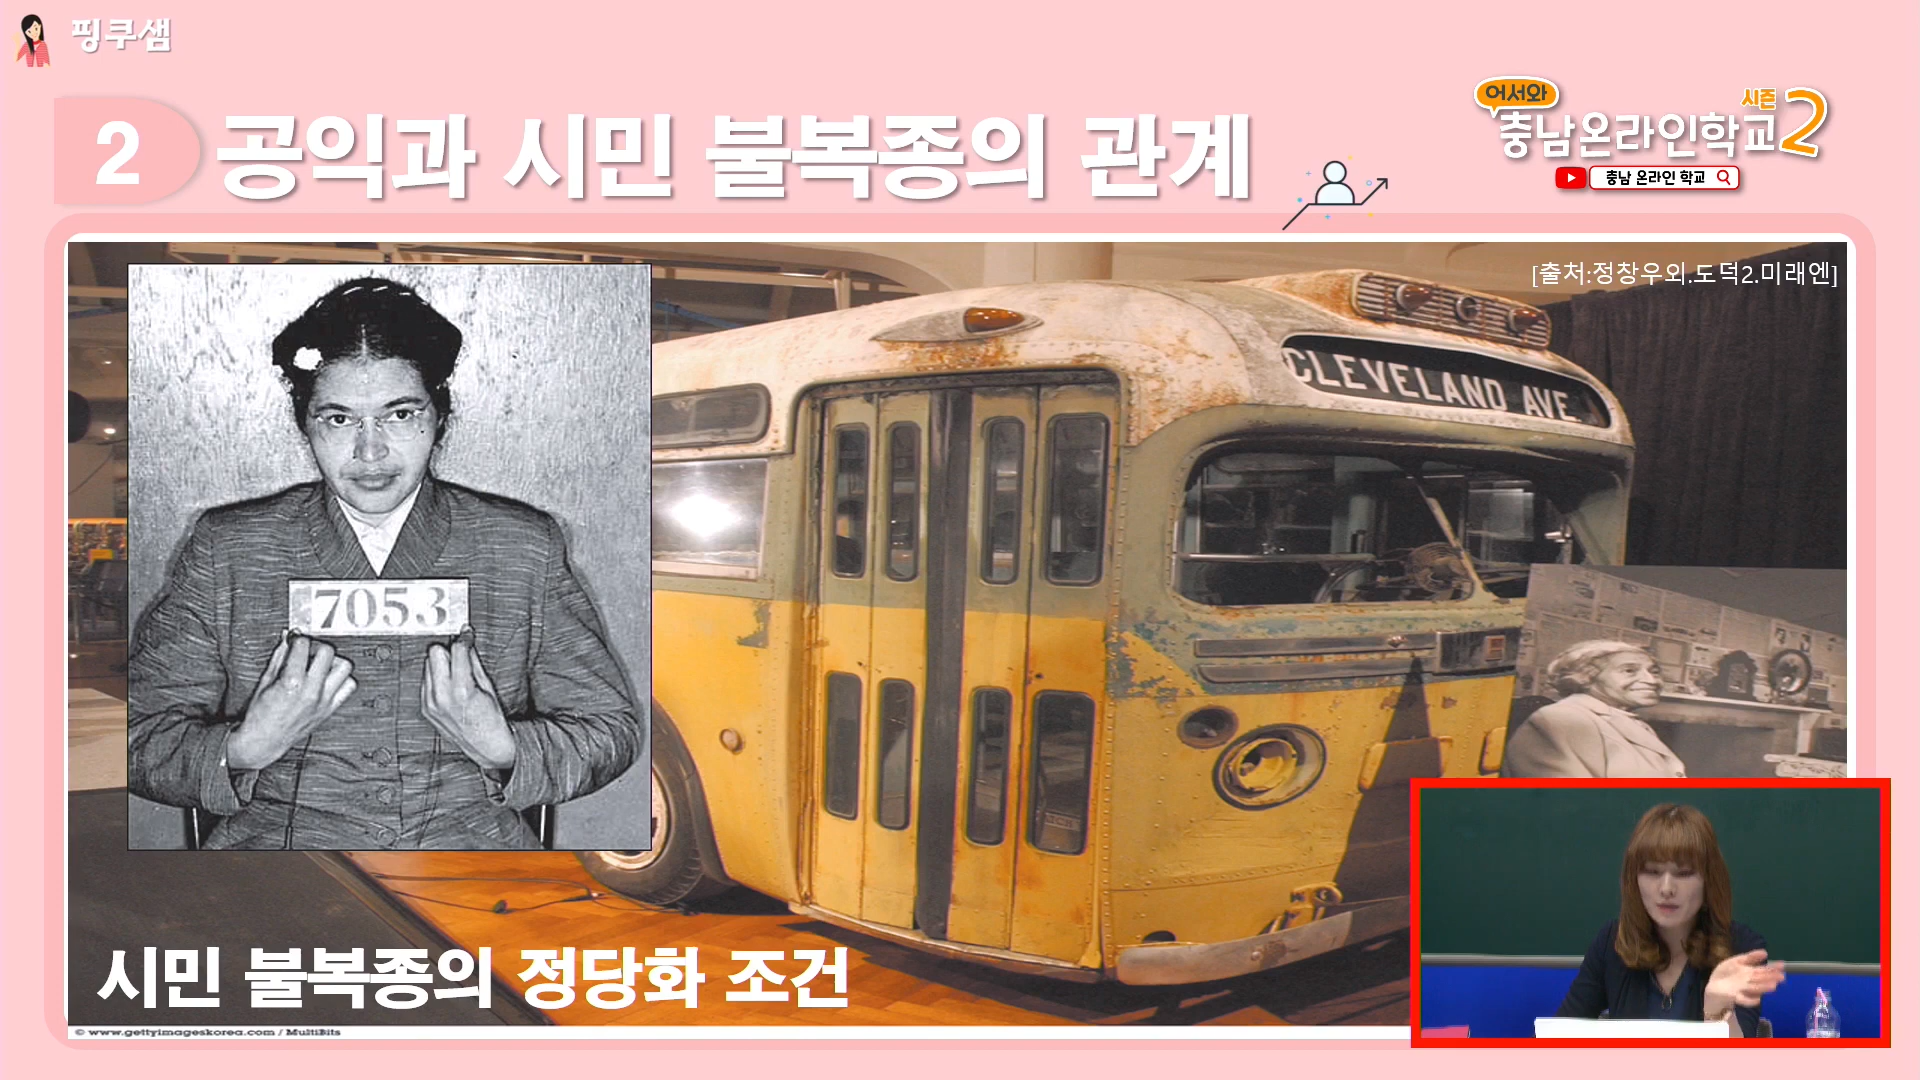 핑쿠샘
2 공익과 시민 불복종의 관계
어서와
시즌2
충남온라인학교
충남 온라인 학교
[출처:정창우외.도덕2.미래엔]
CLEVELAND AVE.
7053
시민 불복종의 정당화 조건
© www.gettyimageskorea.com / MultiBits